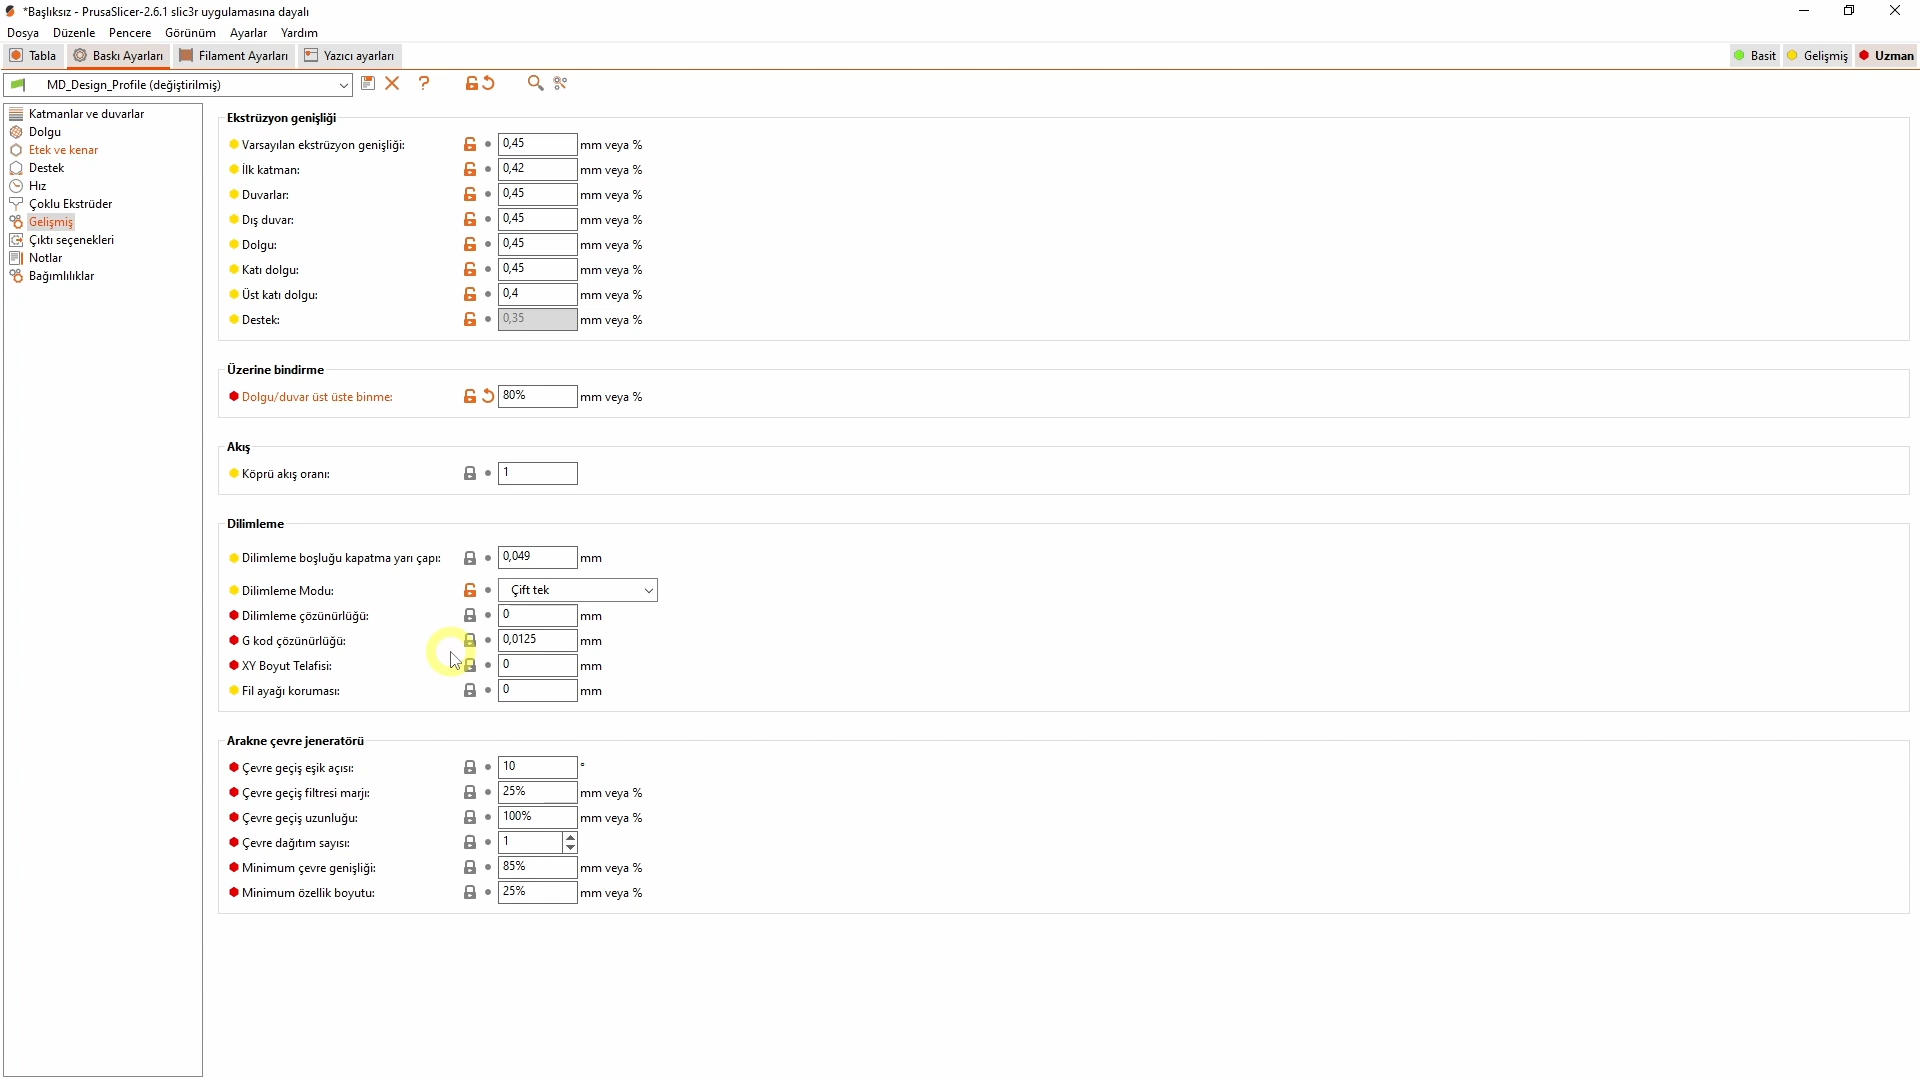 *Başlıksız - PrusaSlicer-2.6.1 slic3r uygulamasına dayalı
Dosya Düzenle Pencere Görünüm Ayarlar Yardım
Tabla Baskı Ayarları Filament Ayarları Yazıcı ayarları Basit Gelişmiş Uzman
MD_Design_Profile (değiştirilmiş) ?
Katmanlar ve duvarlar
Dolgu
Etek ve kenar
Destek
Hız
Çoklu Ekstrüder
Gelişmiş
Çıktı seçenekleri
Notlar
Bağımlılıklar
Ekstrüzyon genişliği
Varsayılan ekstrüzyon genişliği: 0,45 mm veya %
İlk katman: 0,42 mm veya %
Duvarlar: 0,45 mm veya %
Dış duvar: 0,45 mm veya %
Dolgu: 0,45 mm veya %
Katı dolgu: 0,45 mm veya %
Üst katı dolgu: 0,4 mm veya %
Destek: 0,35 mm veya %
Üzerine bindirme
Dolgu/duvar üst üste binme: 80% mm veya %
Akış
Köprü akış oranı: 1
Dilimleme
Dilimleme boşluğu kapatma yarı çapı: 0,049 mm
Dilimleme Modu: Çift tek
Dilimleme çözünürlüğü: 0 mm
G kod çözünürlüğü: 0,0125 mm
XY Boyut Telafisi: 0 mm
Fil ayağı koruması: 0 mm
Arakne çevre jeneratörü
Çevre geçiş eşik açısı: 10 °
Çevre geçiş filtresi marjı: 25% mm veya %
Çevre geçiş uzunluğu: 100% mm veya %
Çevre dağıtım sayısı: 1
Minimum çevre genişliği: 85% mm veya %
Minimum özellik boyutu: 25% mm veya %